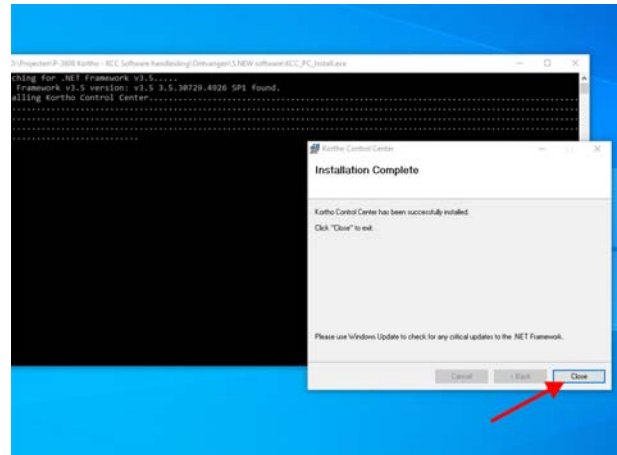 D:\Projecten\P-3608 Kortho - KCC Software handleiding\Ontvangen\3.NEW software\KCC_PC_Install.exe
ching for .NET Framework v3.5.....
Framework v3.5 version: v3.5 3.5.30729.4926 SP1 found.
alling Kortho Control Center
Kortho Control Center
Installation Complete
Kortho Control Center has been successfully installed.
Click "Close" to exit.
Please use Windows Update to check for any critical updates to the .NET Framework.
Cancel
< Back
Close